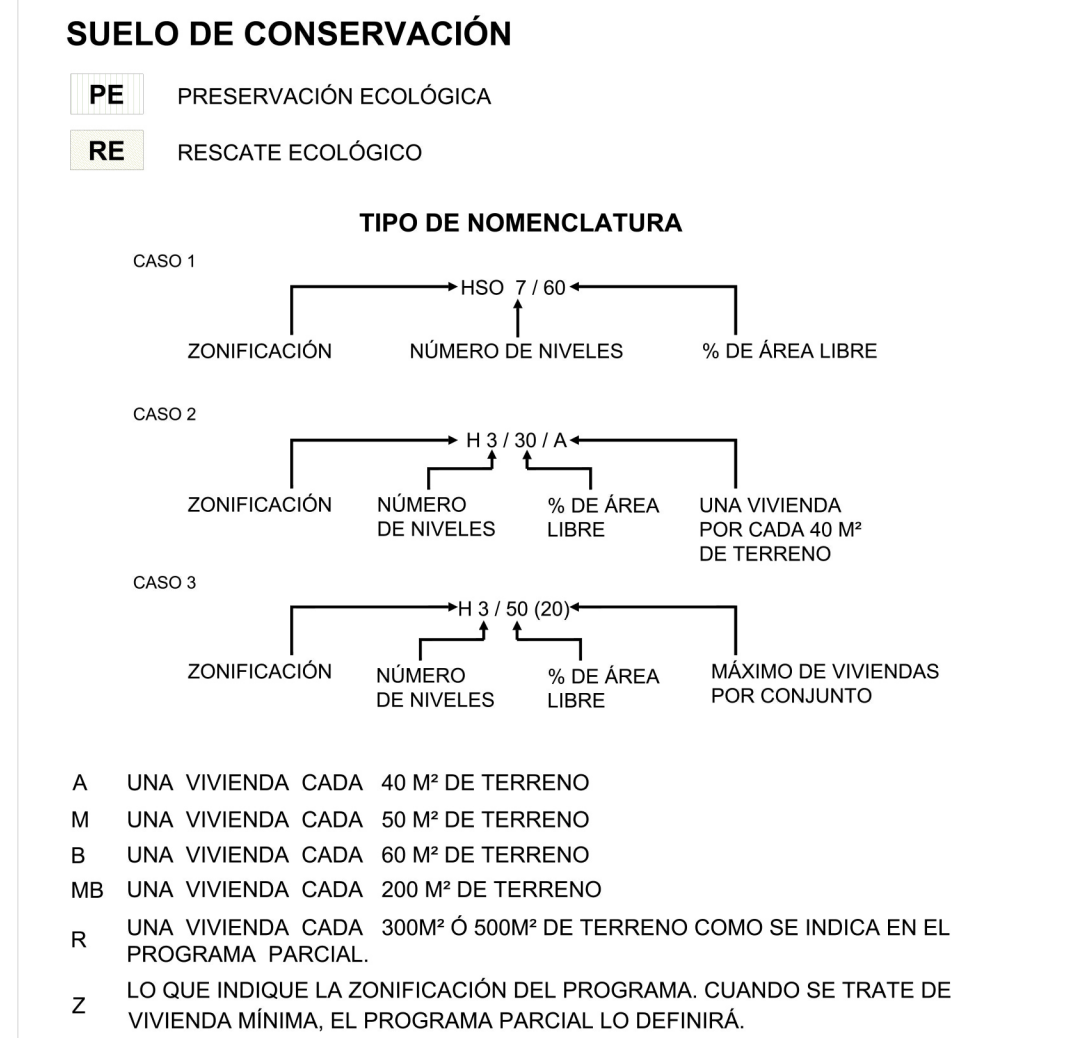 SUELO DE CONSERVACIÓN
PE PRESERVACIÓN ECOLÓGICA
RE RESCATE ECOLÓGICO
TIPO DE NOMENCLATURA
CASO 1
HSO 7 / 60
ZONIFICACIÓN NÚMERO DE NIVELES % DE ÁREA LIBRE
CASO 2
H 3 / 30 / A
ZONIFICACIÓN NÚMERO % DE ÁREA UNA VIVIENDA
DE NIVELES LIBRE POR CADA 40 M²
DE TERRENO
CASO 3
H 3 / 50 (20)
ZONIFICACIÓN NÚMERO % DE ÁREA MÁXIMO DE VIVIENDAS
DE NIVELES LIBRE POR CONJUNTO
A UNA VIVIENDA CADA 40 M² DE TERRENO
M UNA VIVIENDA CADA 50 M² DE TERRENO
B UNA VIVIENDA CADA 60 M² DE TERRENO
MB UNA VIVIENDA CADA 200 M² DE TERRENO
R UNA VIVIENDA CADA 300M² Ó 500M² DE TERRENO COMO SE INDICA EN EL
PROGRAMA PARCIAL.
Z LO QUE INDIQUE LA ZONIFICACIÓN DEL PROGRAMA. CUANDO SE TRATE DE
VIVIENDA MÍNIMA, EL PROGRAMA PARCIAL LO DEFINIRÁ.